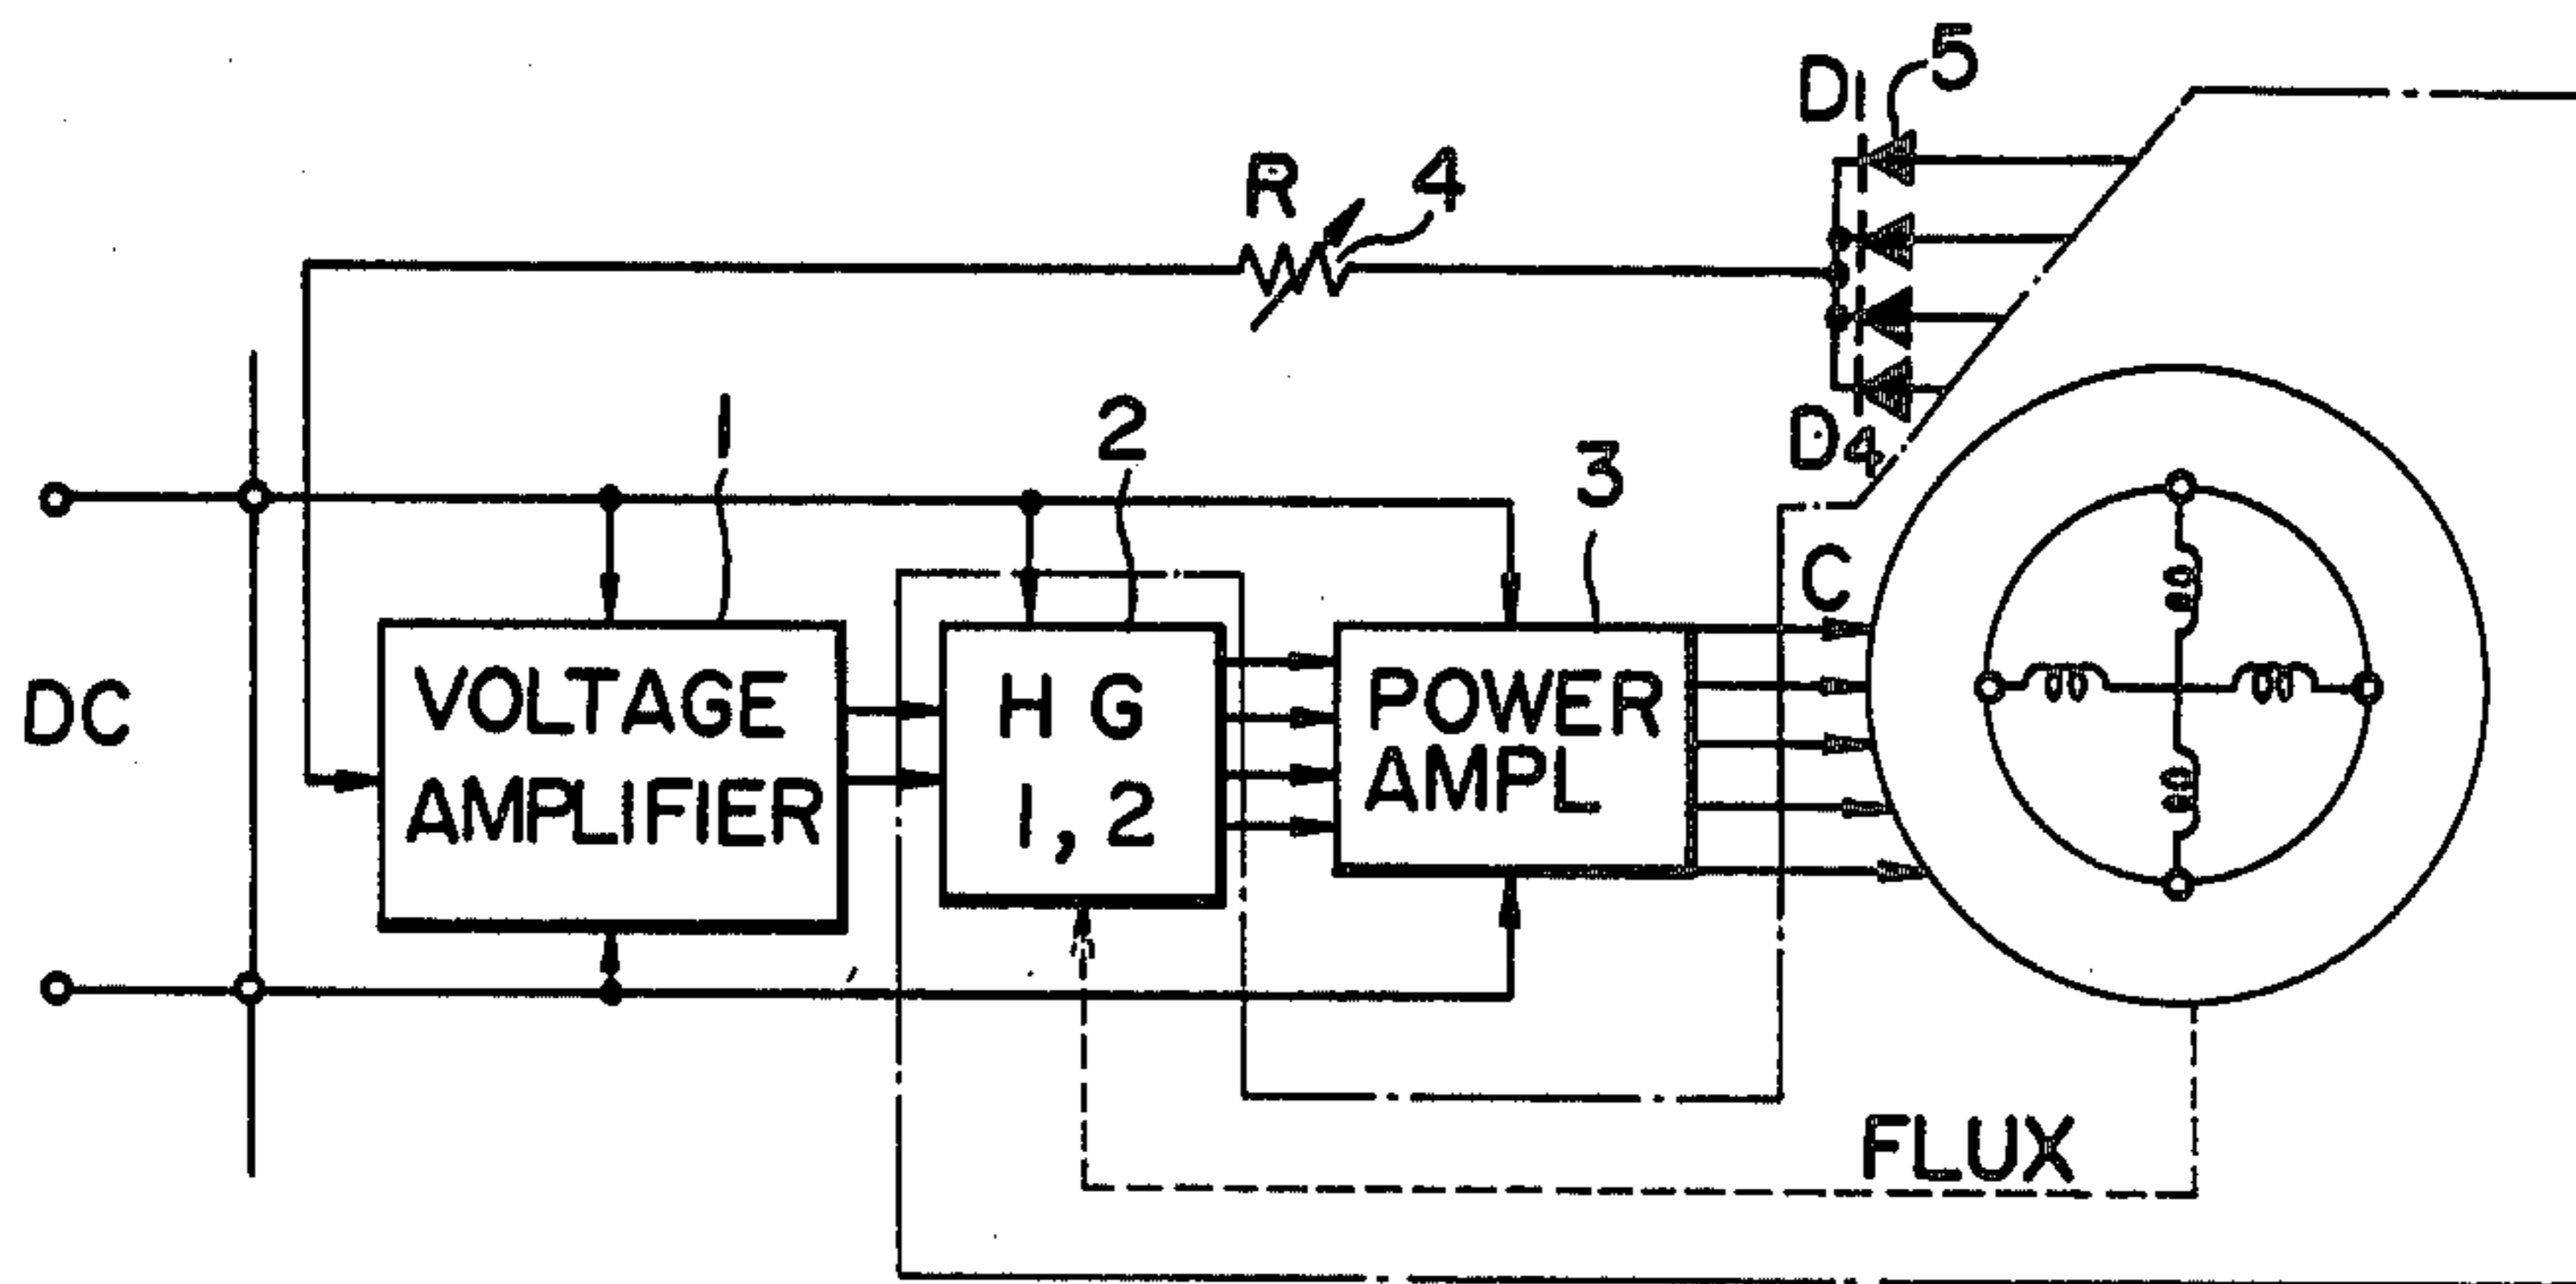 D1
5
R
4
1
2
D4
3
C
DC
VOLTAGE
AMPLIFIER
H G
1, 2
POWER
AMPL
FLUX